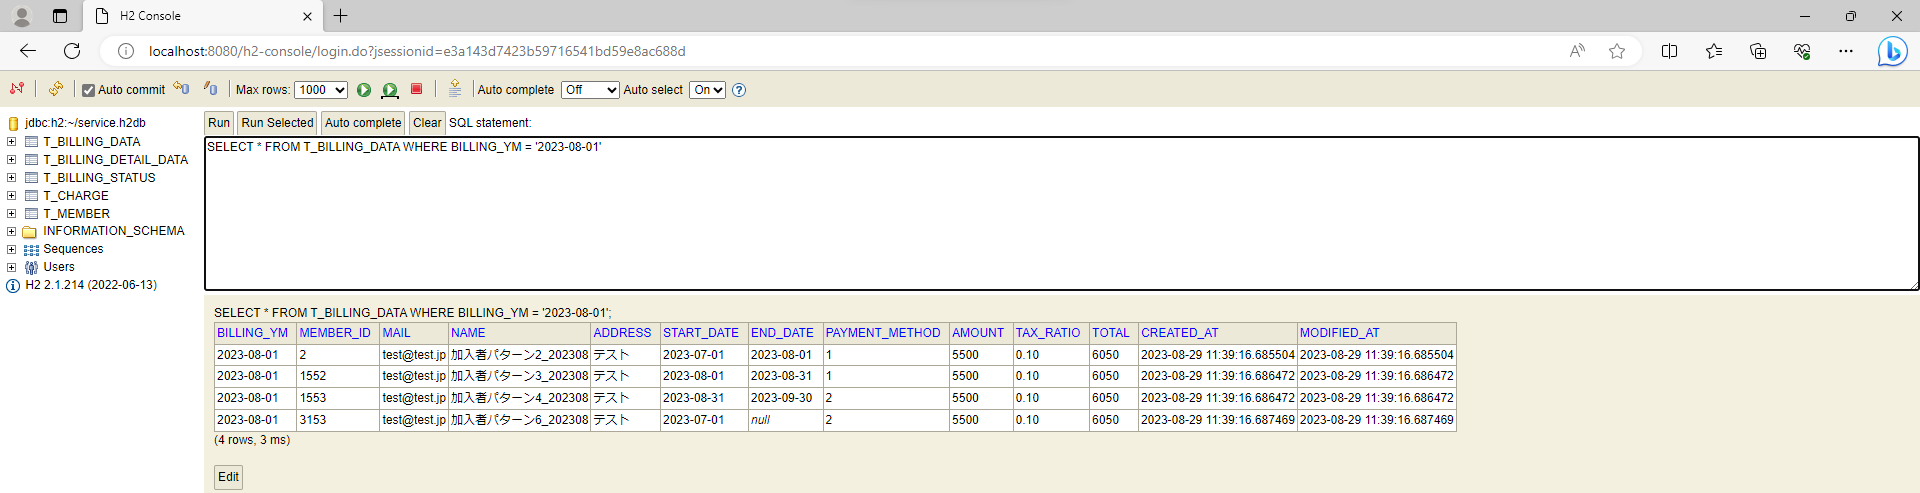 H2 Console
localhost:8080/h2-console/login.do?jsessionid=e3a143d7423b59716541bd59e8ac688d
Auto commit Max rows: 1000 Auto complete Off Auto select On
jdbc:h2:~/service.h2db
T_BILLING_DATA
T_BILLING_DETAIL_DATA
T_BILLING_STATUS
T_CHARGE
T_MEMBER
INFORMATION_SCHEMA
Sequences
Users
H2 2.1.214 (2022-06-13)
Run Run Selected Auto complete Clear SQL statement:
SELECT * FROM T_BILLING_DATA WHERE BILLING_YM = '2023-08-01'
SELECT * FROM T_BILLING_DATA WHERE BILLING_YM = '2023-08-01';
BILLING_YM MEMBER_ID MAIL NAME ADDRESS START_DATE END_DATE PAYMENT_METHOD AMOUNT TAX_RATIO TOTAL CREATED_AT MODIFIED_AT
2023-08-01 2 test@test.jp 加入者パターン2_202308 テスト 2023-07-01 2023-08-01 1 5500 0.10 6050 2023-08-29 11:39:16.685504 2023-08-29 11:39:16.685504
2023-08-01 1552 test@test.jp 加入者パターン3_202308 テスト 2023-08-01 2023-08-31 1 5500 0.10 6050 2023-08-29 11:39:16.686472 2023-08-29 11:39:16.686472
2023-08-01 1553 test@test.jp 加入者パターン4_202308 テスト 2023-08-31 2023-09-30 2 5500 0.10 6050 2023-08-29 11:39:16.686472 2023-08-29 11:39:16.686472
2023-08-01 3153 test@test.jp 加入者パターン6_202308 テスト 2023-07-01 null 2 5500 0.10 6050 2023-08-29 11:39:16.687469 2023-08-29 11:39:16.687469
(4 rows, 3 ms)
Edit